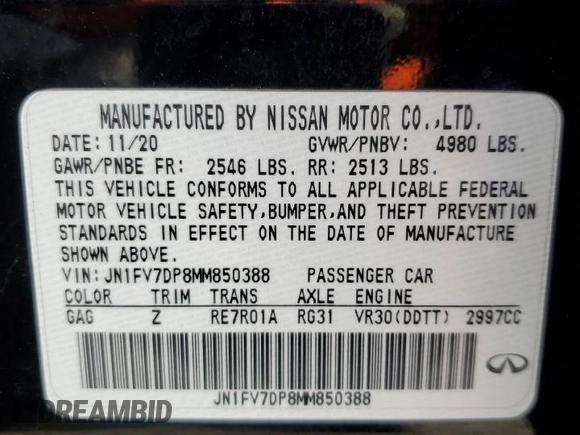 MANUFACTURED BY NISSAN MOTOR CO.,LTD.
DATE: 11/20 GVWR/PNBV: 4980 LBS.
GAWR/PNBE FR: 2546 LBS. RR: 2513 LBS.
THIS VEHICLE CONFORMS TO ALL APPLICABLE FEDERAL
MOTOR VEHICLE SAFETY,BUMPER,AND THEFT PREVENTION
STANDARDS IN EFFECT ON THE DATE OF MANUFACTURE
SHOWN ABOVE.
VIN:JN1FV7DP8MM850388 PASSENGER CAR
COLOR TRIM TRANS AXLE ENGINE
GAG Z RE7R01A RG31 VR30(DDTT) 2997CC
JN1FV7DP8MM850388
DREAMBID